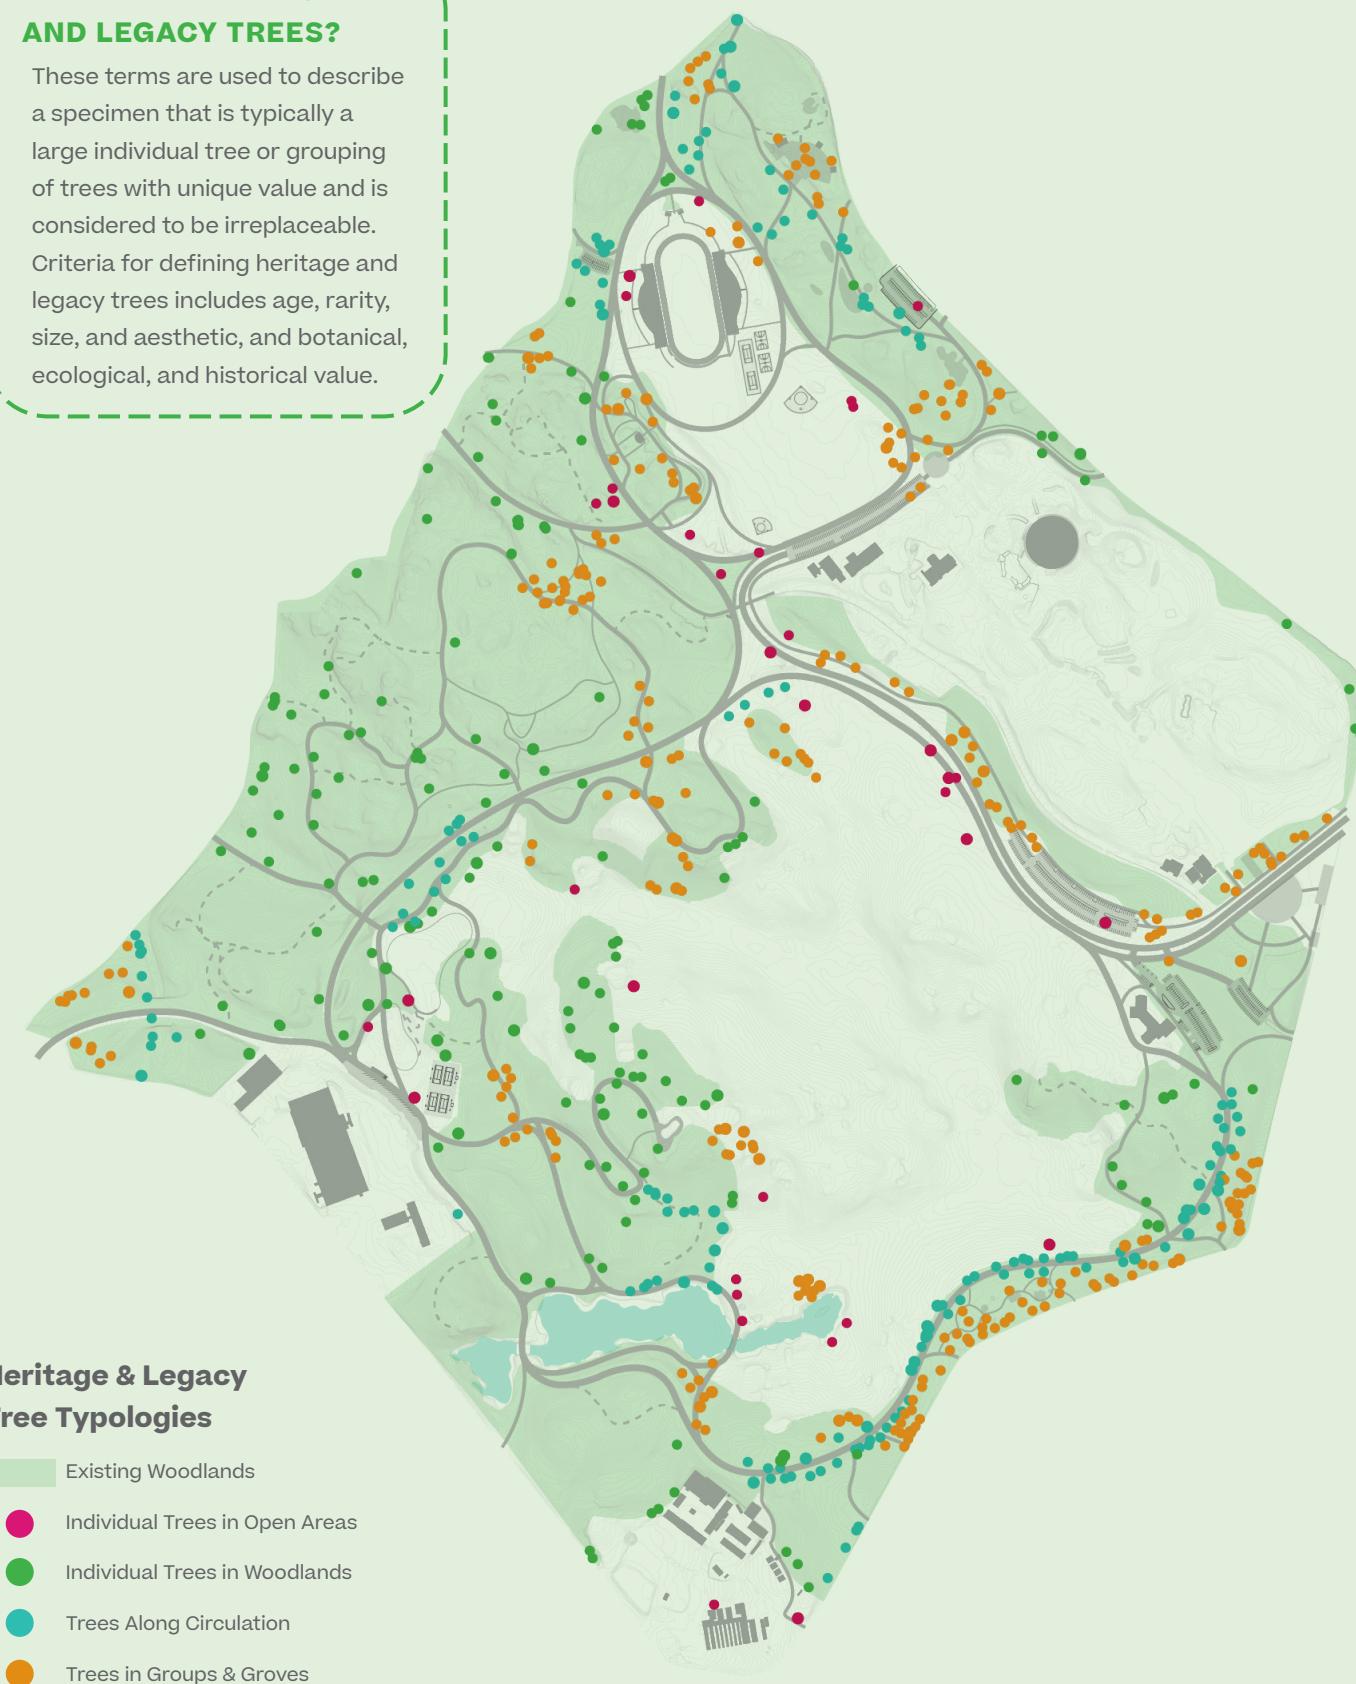 AND LEGACY TREES?
These terms are used to describe
a specimen that is typically a
large individual tree or grouping
of trees with unique value and is
considered to be irreplaceable.
Criteria for defining heritage and
legacy trees includes age, rarity,
size, and aesthetic, and botanical,
ecological, and historical value.
Heritage & Legacy
Tree Typologies
Existing Woodlands
Individual Trees in Open Areas
Individual Trees in Woodlands
Trees Along Circulation
Trees in Groups & Groves